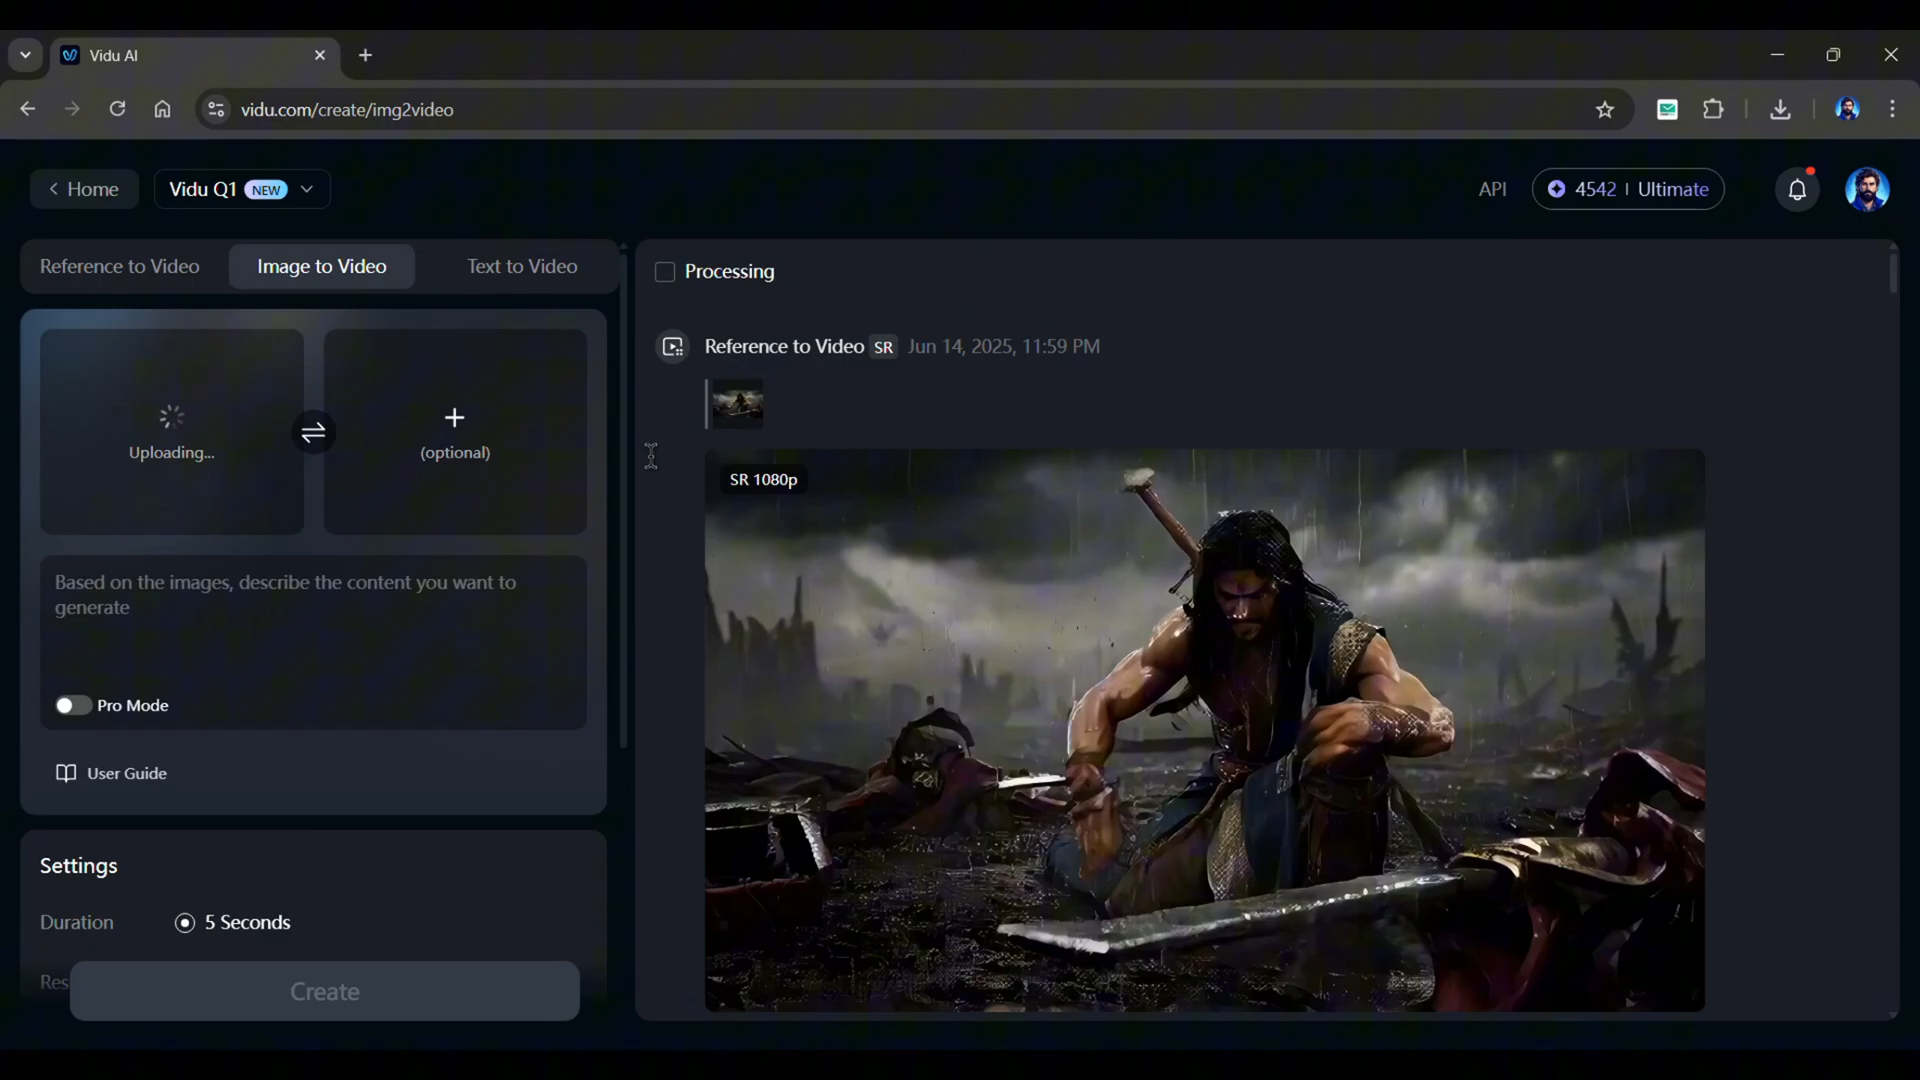 Vidu AI
vidu.com/create/img2video
Home
Vidu Q1 NEW
API
4542 | Ultimate
Reference to Video
Image to Video
Text to Video
Processing
Reference to Video SR Jun 14, 2025, 11:59 PM
Uploading...
(optional)
SR 1080p
Based on the images, describe the content you want to
generate
Pro Mode
User Guide
Settings
Duration
5 Seconds
Res
Create